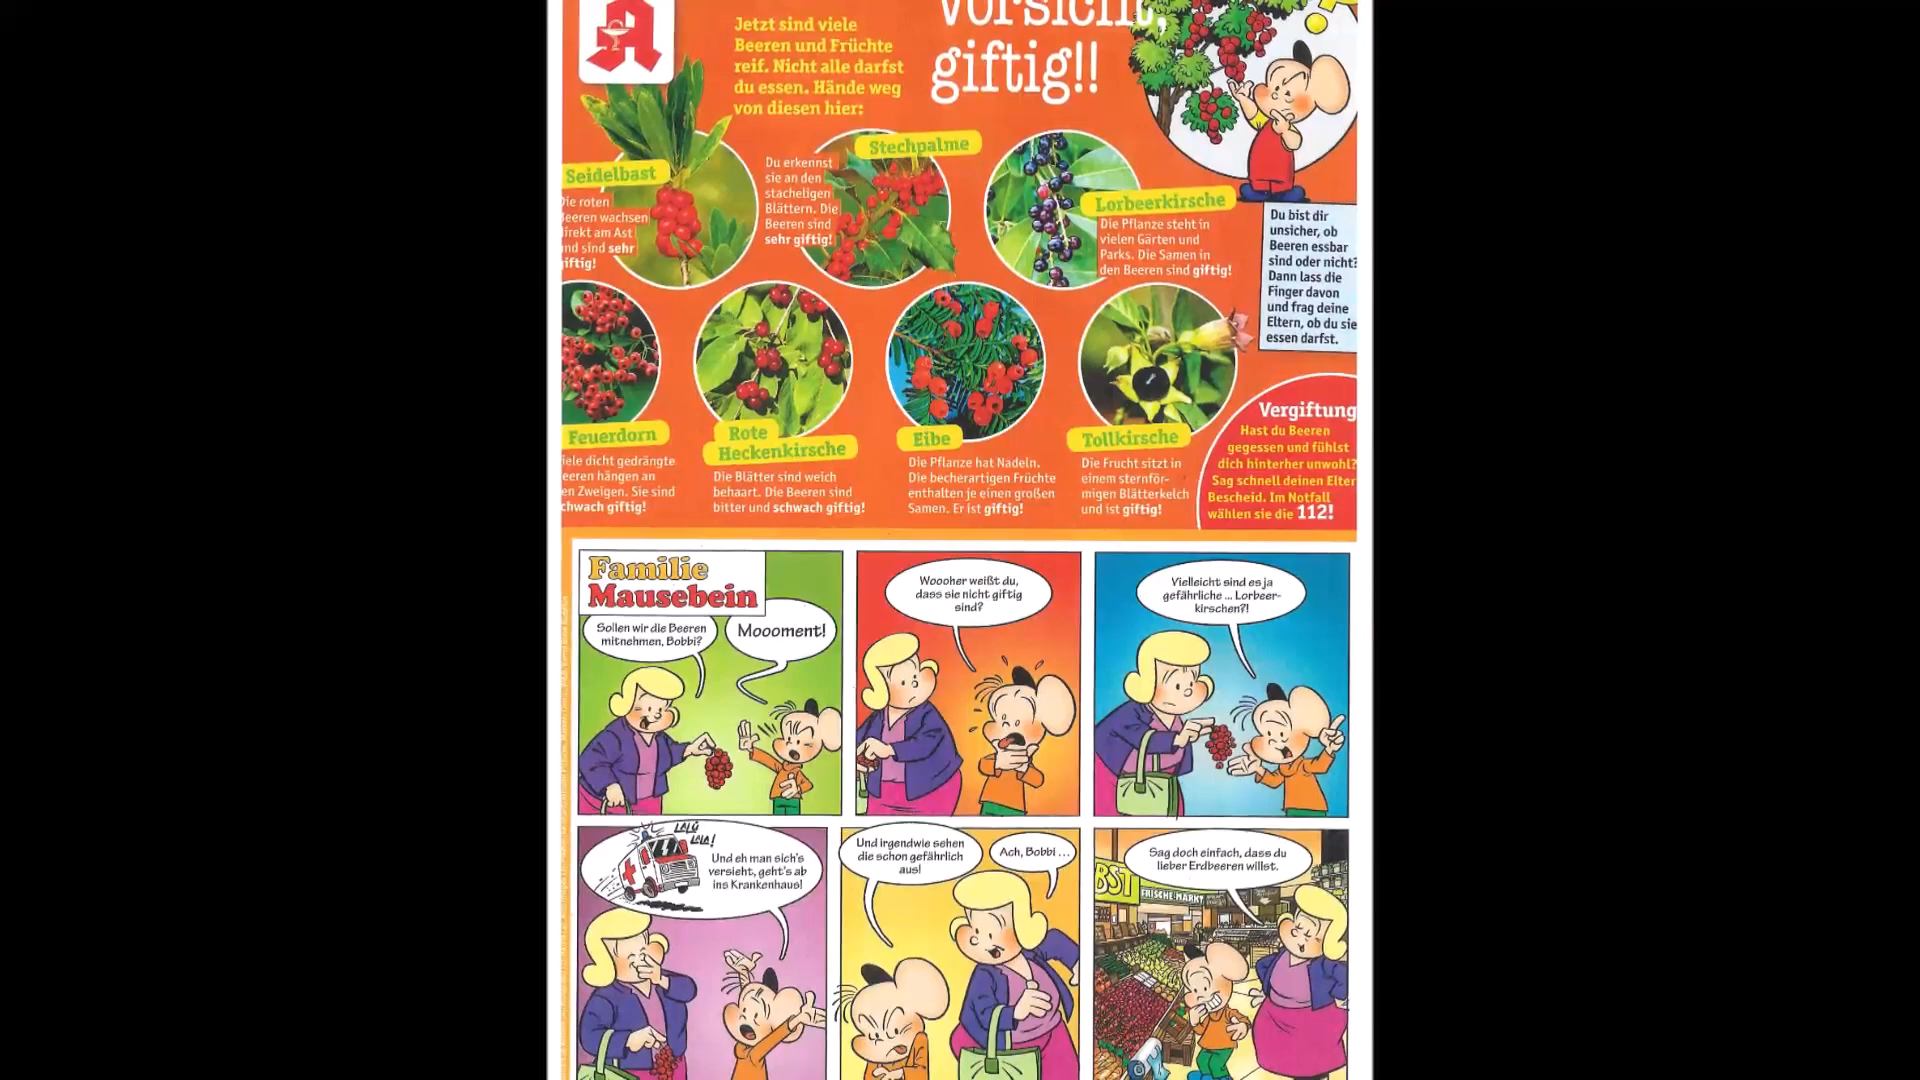 Vorsicht,
giftig!!
Jetzt sind viele
Beeren und Früchte
reif. Nicht alle darfst
du essen. Hände weg
von diesen hier:
Seidelbast
Die roten
Beeren wachsen
direkt am Ast
und sind sehr
giftig!
Stechpalme
Du erkennst
sie an den
stacheligen
Blättern. Die
Beeren sind
sehr giftig!
Lorbeerkirsche
Die Pflanze steht in
vielen Gärten und
Parks. Die Samen in
den Beeren sind giftig!
Du bist dir
unsicher, ob
Beeren essbar
sind oder nicht?
Dann lass die
Finger davon
und frag deine
Eltern, ob du sie
essen darfst.
Feuerdorn
iele dicht gedrängte
eeren hängen an
en Zweigen. Sie sind
chwach giftig!
Rote
Heckenkirsche
Die Blätter sind weich
behaart. Die Beeren sind
bitter und schwach giftig!
Eibe
Die Pflanze hat Nadeln.
Die becherartigen Früchte
enthalten je einen großen
Samen. Er ist giftig!
Tollkirsche
Die Frucht sitzt in
einem sternför-
migen Blätterkelch
und ist giftig!
Vergiftung
Hast du Beeren
gegessen und fühlst
dich hinterher unwohl?
Sag schnell deinen Elter
Bescheid. Im Notfall
wählen sie die 112!
Familie
Mausebein
Sollen wir die Beeren
mitnehmen, Bobbi?
Moooment!
Woooher weißt du,
dass sie nicht giftig
sind?
Vielleicht sind es ja
gefährliche ... Lorbeer-
kirschen?!
LALÜ
LALA!
Und eh man sich's
versieht, geht's ab
ins Krankenhaus!
Und irgendwie sehen
die schon gefährlich
aus!
Ach, Bobbi ...
Sag doch einfach, dass du
lieber Erdbeeren willst.
BST
FRISCHE-MARKT